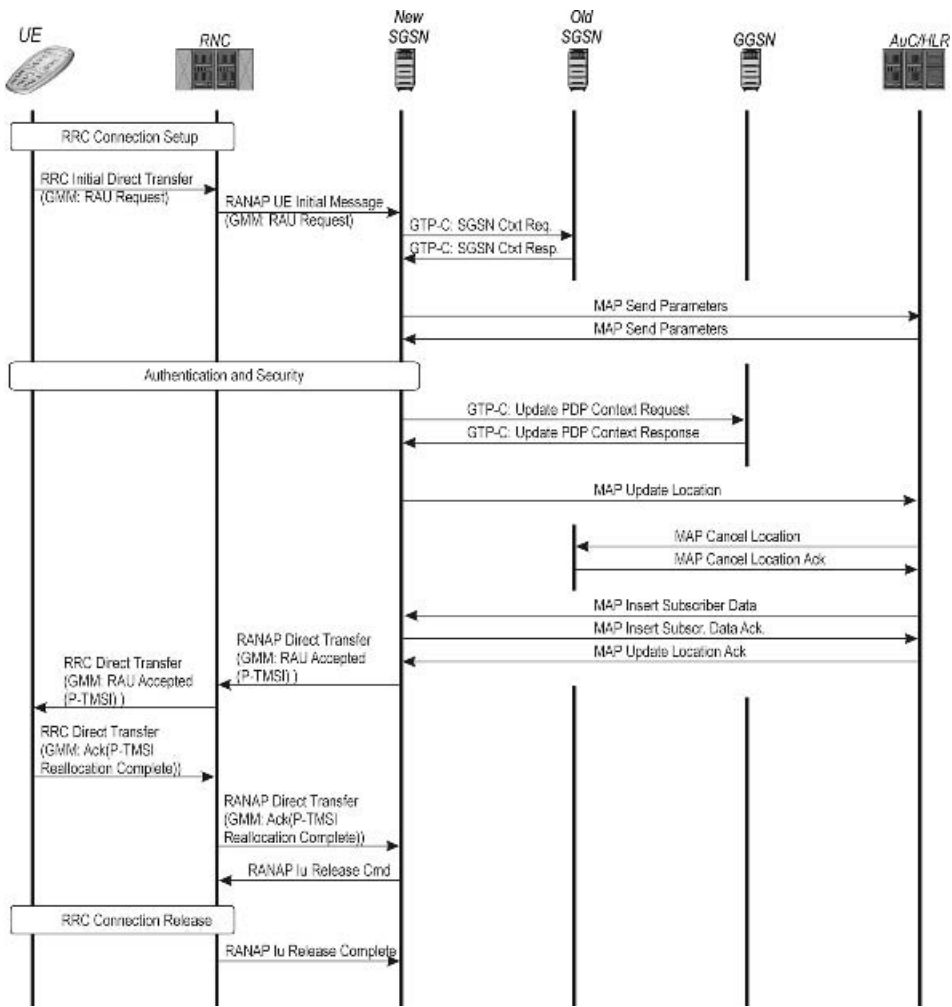 UE
RNC
New
SGSN
Old
SGSN
GGSN
AuC/HLR
RRC Connection Setup
RRC Initial Direct Transfer
(GMM: RAU Request)
RANAP UE Initial Message
(GMM: RAU Request)
GTP-C: SGSN Ctxt Req.
GTP-C: SGSN Ctxt Resp.
MAP Send Parameters
MAP Send Parameters
Authentication and Security
GTP-C: Update PDP Context Request
GTP-C: Update PDP Context Response
MAP Update Location
MAP Cancel Location
MAP Cancel Location Ack
MAP Insert Subscriber Data
MAP Insert Subscr. Data Ack.
MAP Update Location Ack
RANAP Direct Transfer
(GMM: RAU Accepted
(P-TMSI) )
RRC Direct Transfer
(GMM: RAU Accepted
(P-TMSI) )
RRC Direct Transfer
(GMM: Ack(P-TMSI
Reallocation Complete))
RANAP Direct Transfer
(GMM: Ack(P-TMSI
Reallocation Complete))
RANAP Iu Release Cmd
RRC Connection Release
RANAP Iu Release Complete